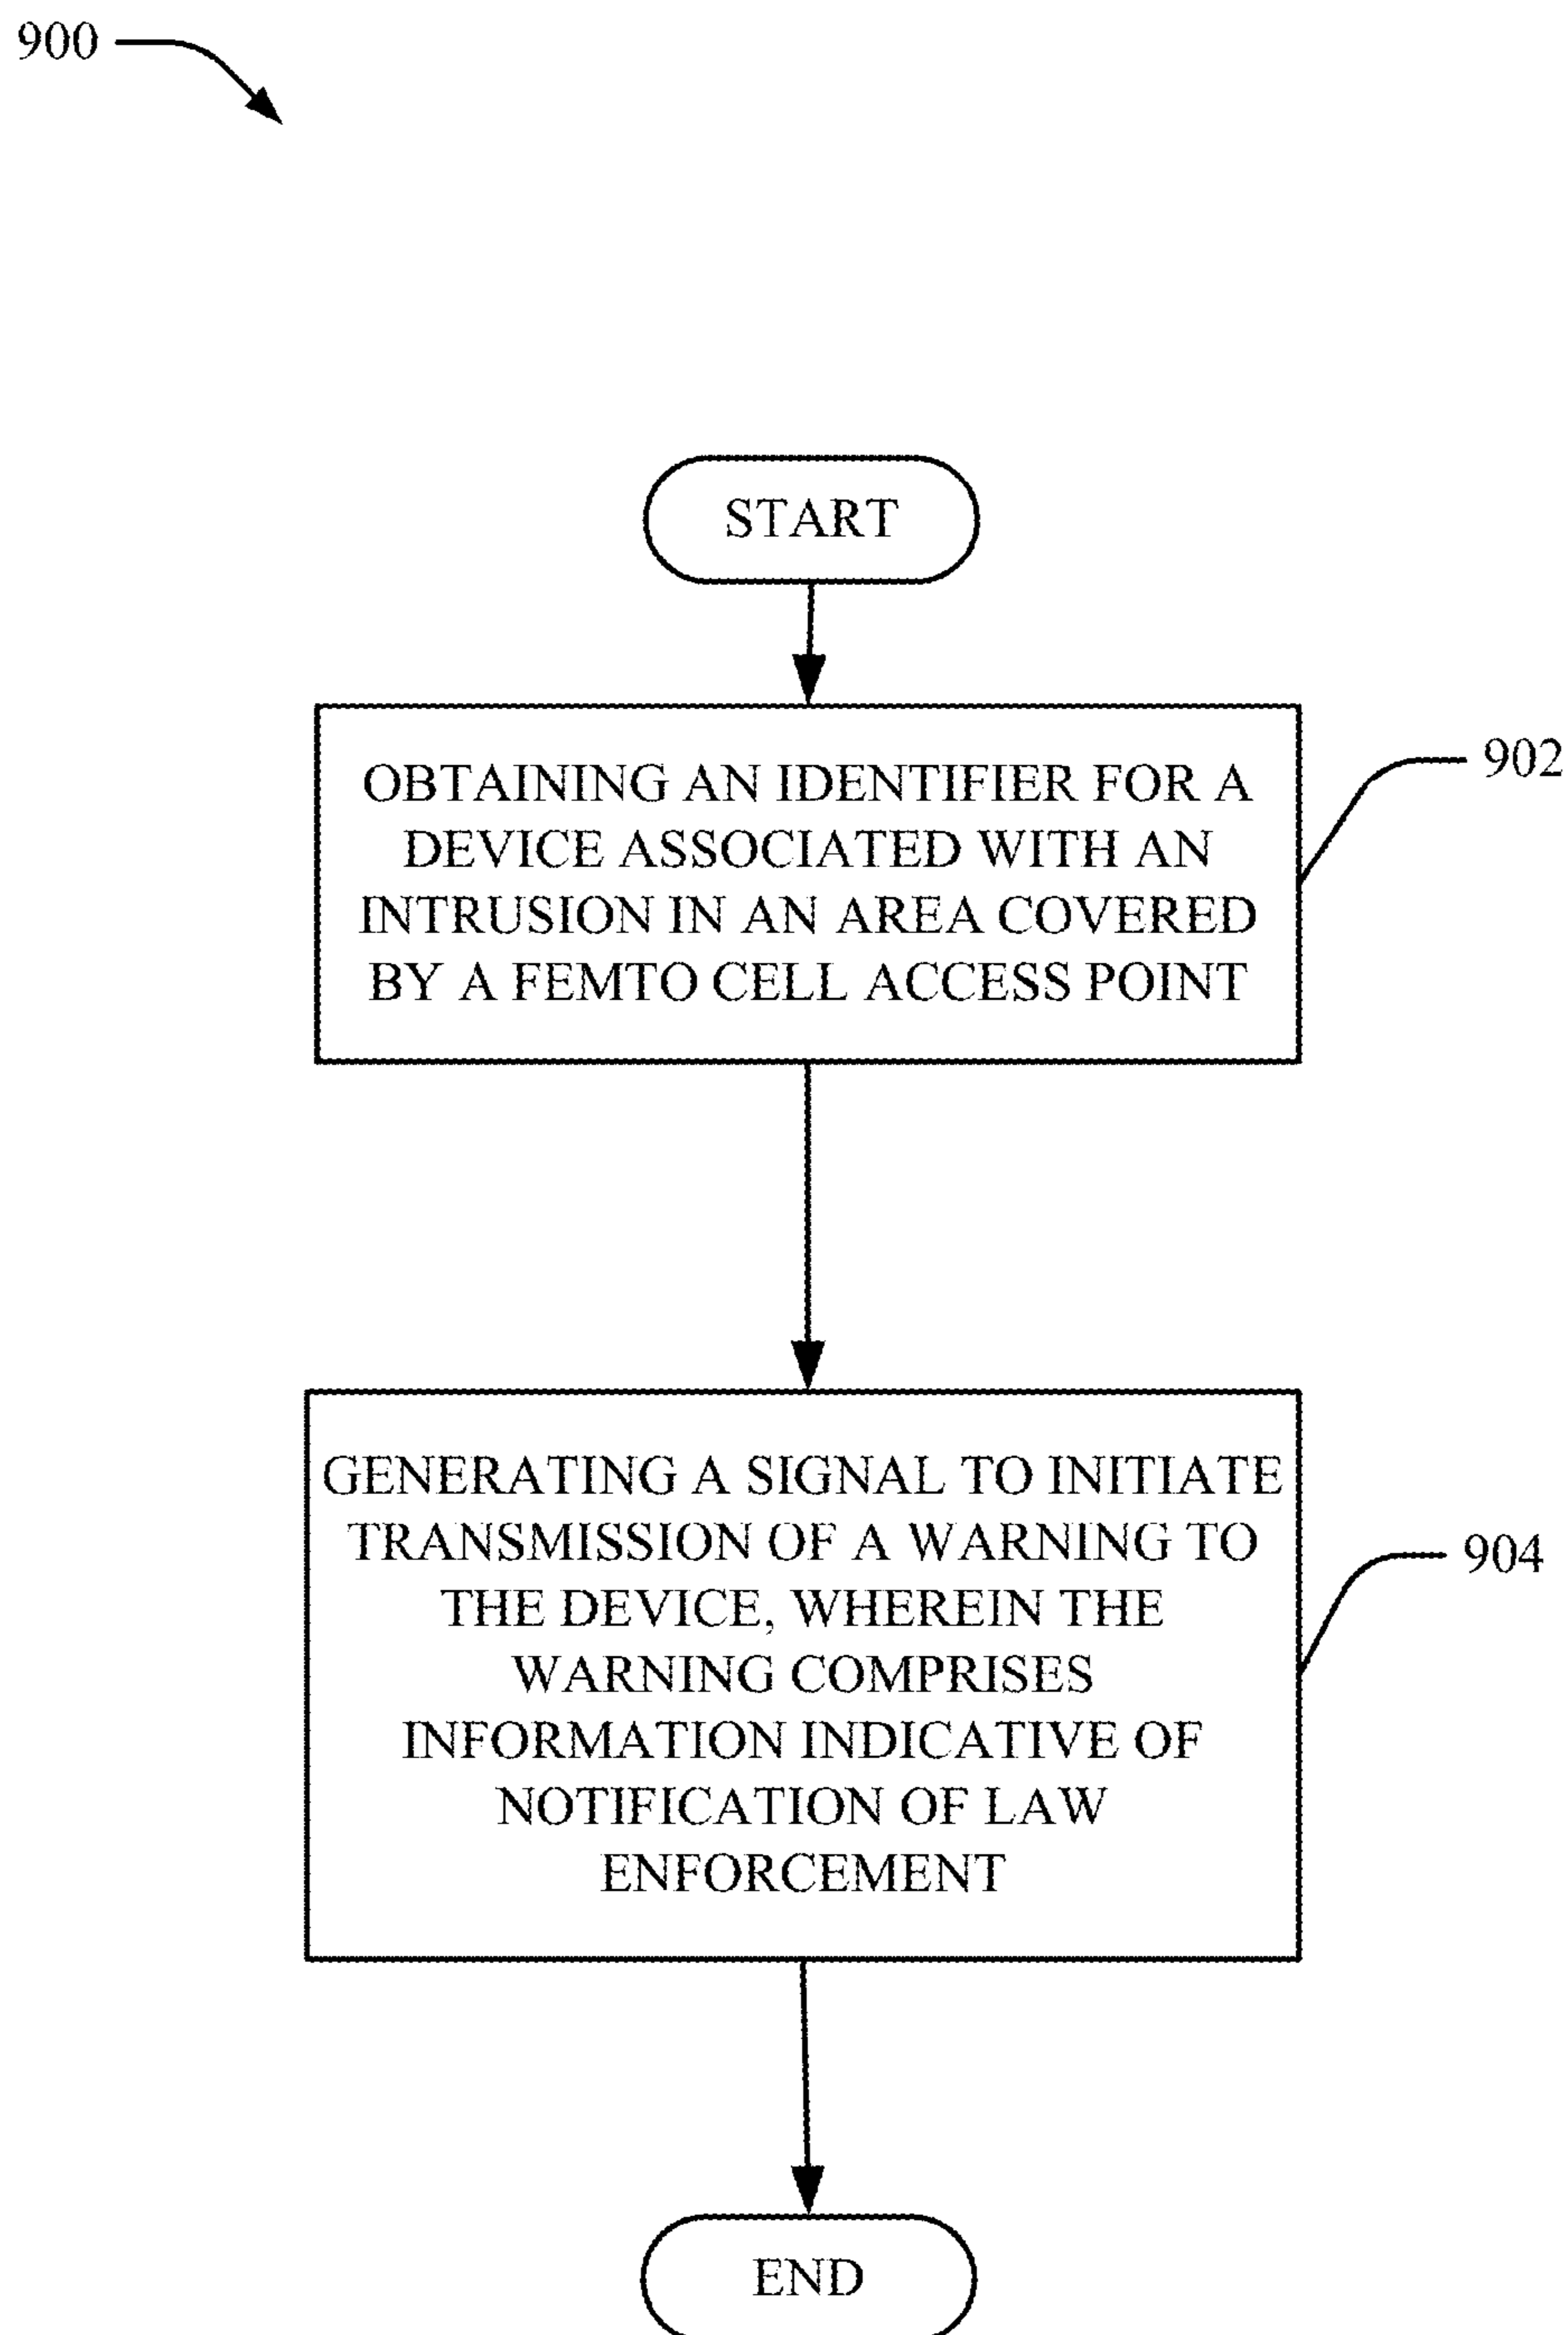 900
START
OBTAINING AN IDENTIFIER FOR A
DEVICE ASSOCIATED WITH AN
INTRUSION IN AN AREA COVERED
BY A FEMTO CELL ACCESS POINT
902
GENERATING A SIGNAL TO INITIATE
TRANSMISSION OF A WARNING TO
THE DEVICE, WHEREIN THE
WARNING COMPRISES
INFORMATION INDICATIVE OF
NOTIFICATION OF LAW
ENFORCEMENT
904
END